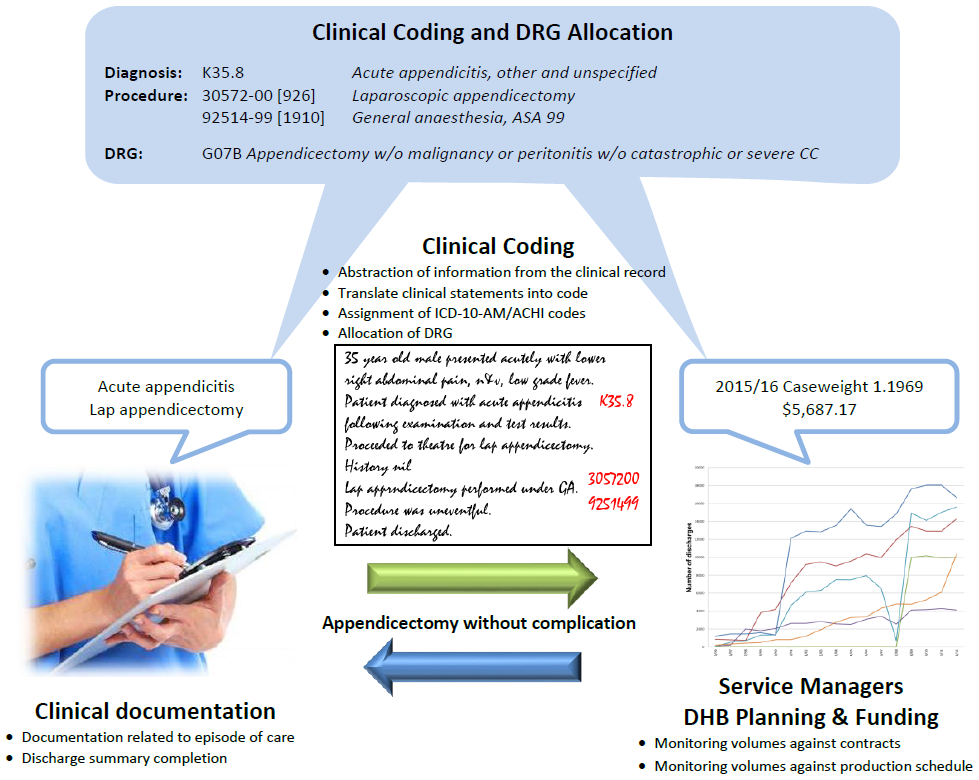 Clinical Coding and DRG Allocation
Diagnosis: K35.8 Acute appendicitis, other and unspecified
Procedure: 30572-00 [926] Laparoscopic appendicectomy
92514-99 [1910] General anaesthesia, ASA 99
DRG: G07B Appendicectomy w/o malignancy or peritonitis w/o catastrophic or severe CC
Clinical Coding
• Abstraction of information from the clinical record
• Translate clinical statements into code
• Assignment of ICD-10-AM/ACHI codes
• Allocation of DRG
Acute appendicitis
Lap appendicectomy
35 year old male presented acutely with lower
right abdominal pain, n&v, low grade fever.
Patient diagnosed with acute appendicitis K35.8
following examination and test results.
Proceded to theatre for lap appendicectomy.
History nil
Lap apprndicectomy performed under GA. 3057200
Procedure was uneventful. 9251499
Patient discharged.
2015/16 Caseweight 1.1969
$5,687.17
Number of discharges
Appendicectomy without complication
Clinical documentation
• Documentation related to episode of care
• Discharge summary completion
Service Managers
DHB Planning & Funding
• Monitoring volumes against contracts
• Monitoring volumes against production schedule